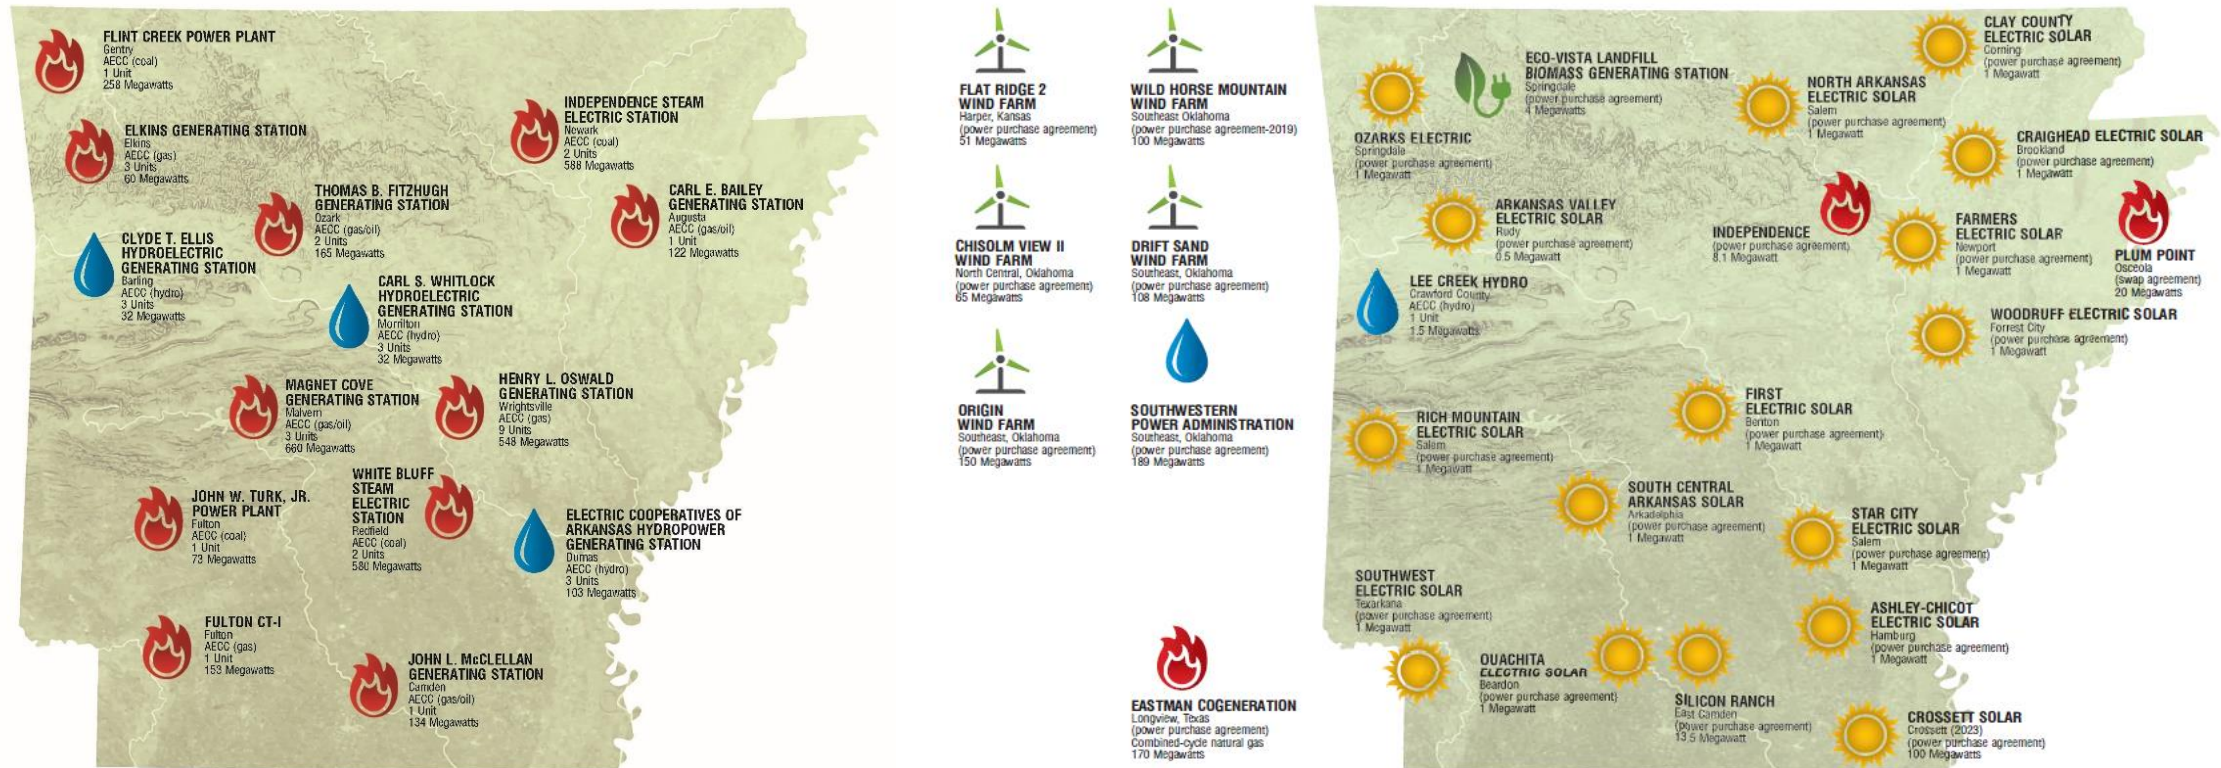 FLINT CREEK POWER PLANT
Gentry
AECC (coal)
1 Unit
258 Megawatts
ELKINS GENERATING STATION
Elkins
AECC (gas)
3 Units
60 Megawatts
INDEPENDENCE STEAM
ELECTRIC STATION
Newark
AECC (coal)
2 Units
588 Megawatts
THOMAS B. FITZHUGH
GENERATING STATION
Ozark
AECC (gas/oil)
2 Units
165 Megawatts
CARL E. BAILEY
GENERATING STATION
Augusta
AECC (gas/oil)
1 Unit
122 Megawatts
CLYDE T. ELLIS
HYDROELECTRIC
GENERATING STATION
Barling
AECC (hydro)
3 Units
32 Megawatts
CARL S. WHITLOCK
HYDROELECTRIC
GENERATING STATION
Morrilton
AECC (hydro)
3 Units
32 Megawatts
MAGNET COVE
GENERATING STATION
Malvern
AECC (gas/oil)
3 Units
660 Megawatts
HENRY L. OSWALD
GENERATING STATION
Wrightsville
AECC (gas)
9 Units
548 Megawatts
JOHN W. TURK, JR.
POWER PLANT
Fulton
AECC (coal)
1 Unit
73 Megawatts
WHITE BLUFF
STEAM
ELECTRIC
STATION
Redfield
AECC (coal)
2 Units
580 Megawatts
ELECTRIC COOPERATIVES OF
ARKANSAS HYDROPOWER
GENERATING STATION
Dumas
AECC (hydro)
3 Units
103 Megawatts
FULTON CT-I
Fulton
AECC (gas)
1 Unit
153 Megawatts
JOHN L. McCLELLAN
GENERATING STATION
Camden
AECC (gas/oil)
1 Unit
134 Megawatts
FLAT RIDGE 2
WIND FARM
Harper, Kansas
(power purchase agreement)
51 Megawatts
WILD HORSE MOUNTAIN
WIND FARM
Southeast Oklahoma
(power purchase agreement-2019)
100 Megawatts
CHISOLM VIEW II
WIND FARM
North Central, Oklahoma
(power purchase agreement)
65 Megawatts
DRIFT SAND
WIND FARM
Southeast, Oklahoma
(power purchase agreement)
108 Megawatts
ORIGIN
WIND FARM
Southeast, Oklahoma
(power purchase agreement)
150 Megawatts
SOUTHWESTERN
POWER ADMINISTRATION
Southeast, Oklahoma
(power purchase agreement)
189 Megawatts
EASTMAN COGENERATION
Longview, Texas
(power purchase agreement)
Combined-cycle natural gas
170 Megawatts
CLAY COUNTY
ELECTRIC SOLAR
Corning
(power purchase agreement)
1 Megawatt
ECO-VISTA LANDFILL
BIOMASS GENERATING STATION
Springdale
(power purchase agreement)
4 Megawatts
NORTH ARKANSAS
ELECTRIC SOLAR
Salem
(power purchase agreement)
1 Megawatt
OZARKS ELECTRIC
Springdale
(power purchase agreement)
1 Megawatt
CRAIGHEAD ELECTRIC SOLAR
Brookland
(power purchase agreement)
1 Megawatt
ARKANSAS VALLEY
ELECTRIC SOLAR
Rudy
(power purchase agreement)
0.5 Megawatt
INDEPENDENCE
(power purchase agreement)
8.1 Megawatt
FARMERS
ELECTRIC SOLAR
Newport
(power purchase agreement)
1 Megawatt
PLUM POINT
Osceola
(swap agreement)
20 Megawatts
LEE CREEK HYDRO
Crawford County
AECC (hydro)
1 Unit
1.5 Megawatts
WOODRUFF ELECTRIC SOLAR
Forrest City
(power purchase agreement)
1 Megawatt
FIRST
ELECTRIC SOLAR
Benton
(power purchase agreement)
1 Megawatt
RICH MOUNTAIN
ELECTRIC SOLAR
Salem
(power purchase agreement)
1 Megawatt
SOUTH CENTRAL
ARKANSAS SOLAR
Arkadelphia
(power purchase agreement)
1 Megawatt
STAR CITY
ELECTRIC SOLAR
Salem
(power purchase agreement)
1 Megawatt
SOUTHWEST
ELECTRIC SOLAR
Texarkana
(power purchase agreement)
1 Megawatt
ASHLEY-CHICOT
ELECTRIC SOLAR
Hamburg
(power purchase agreement)
1 Megawatt
OUACHITA
ELECTRIC SOLAR
Beardon
(power purchase agreement)
1 Megawatt
SILICON RANCH
East Camden
(power purchase agreement)
13.5 Megawatt
CROSSETT SOLAR
Crossett (2023)
(power purchase agreement)
100 Megawatts